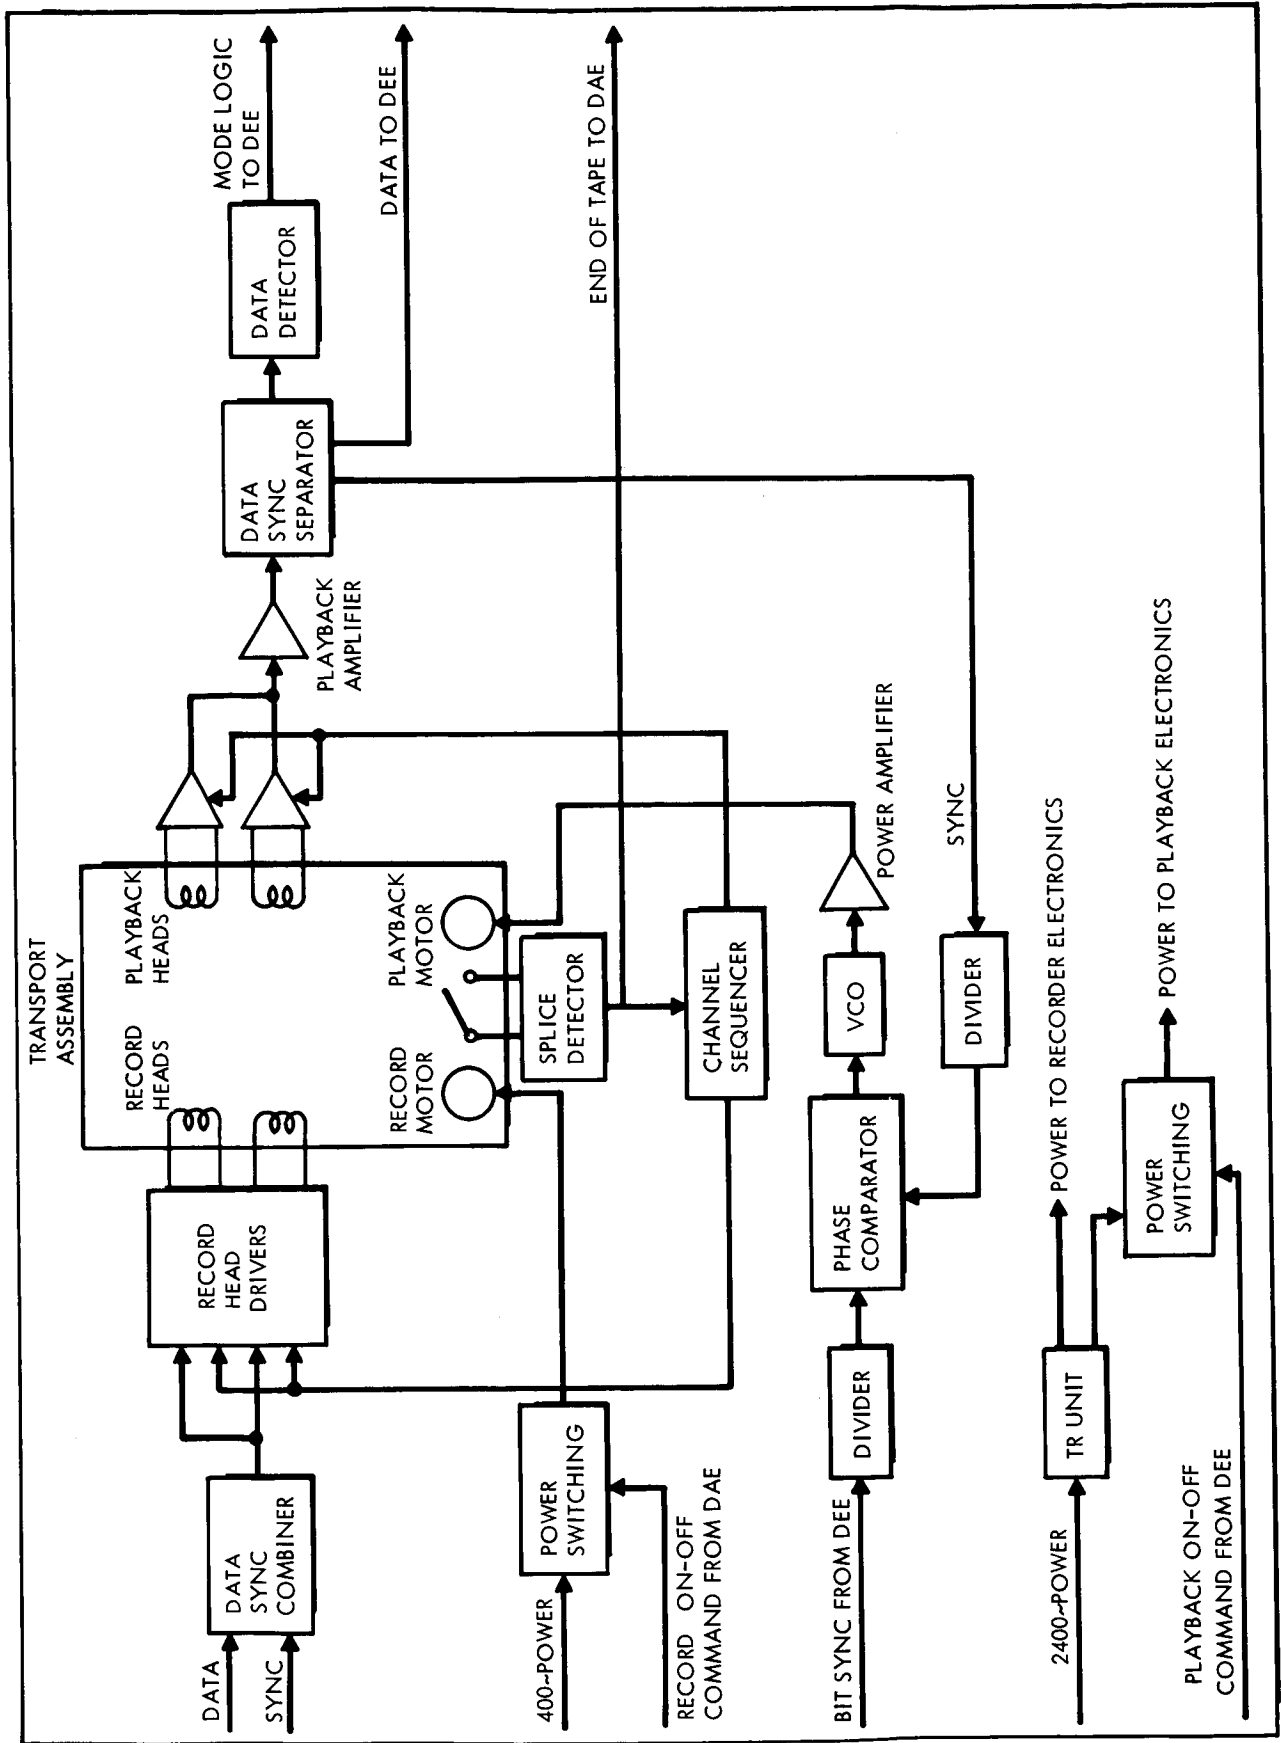 DATA
SYNC
DATA
SYNC
COMBINER
RECORD
HEAD
DRIVERS
TRANSPORT
ASSEMBLY
RECORD
HEADS
PLAYBACK
HEADS
RECORD
MOTOR
PLAYBACK
MOTOR
PLAYBACK
AMPLIFIER
DATA
SYNC
SEPARATOR
DATA
DETECTOR
MODE LOGIC
TO DEE
DATA TO DEE
END OF TAPE TO DAE
400~POWER
RECORD ON-OFF
COMMAND FROM DAE
POWER
SWITCHING
SPLICE
DETECTOR
CHANNEL
SEQUENCER
BIT SYNC FROM DEE
DIVIDER
PHASE
COMPARATOR
VCO
POWER AMPLIFIER
DIVIDER
SYNC
2400~POWER
TR UNIT
POWER TO RECORDER ELECTRONICS
PLAYBACK ON-OFF
COMMAND FROM DEE
POWER
SWITCHING
POWER TO PLAYBACK ELECTRONICS